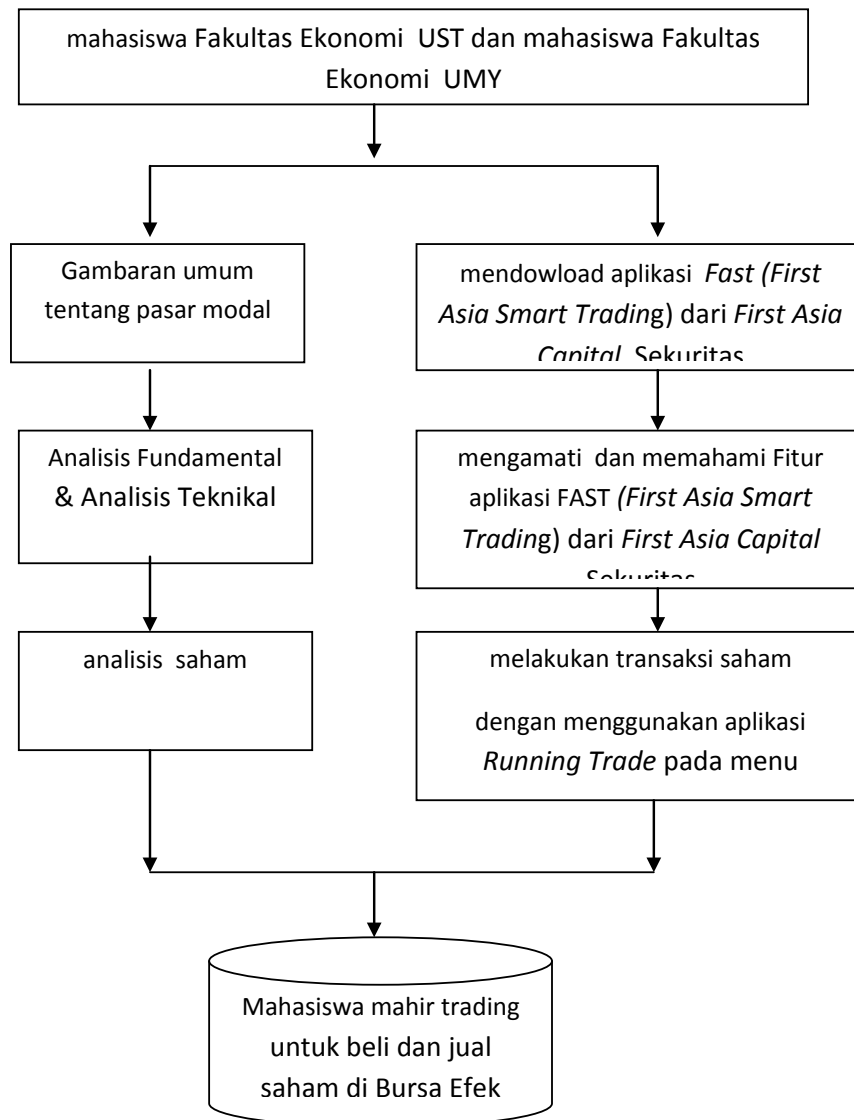 mahasiswa Fakultas Ekonomi UST dan mahasiswa Fakultas
Ekonomi UMY
Gambaran umum
tentang pasar modal
Analisis Fundamental
& Analisis Teknikal
analisis saham
mendowload aplikasi Fast (First
Asia Smart Trading) dari First Asia
Capital Sekuritas
mengamati dan memahami Fitur
aplikasi FAST (First Asia Smart
Trading) dari First Asia Capital
Sekuritas
melakukan transaksi saham
dengan menggunakan aplikasi
Running Trade pada menu
Mahasiswa mahir trading
untuk beli dan jual
saham di Bursa Efek